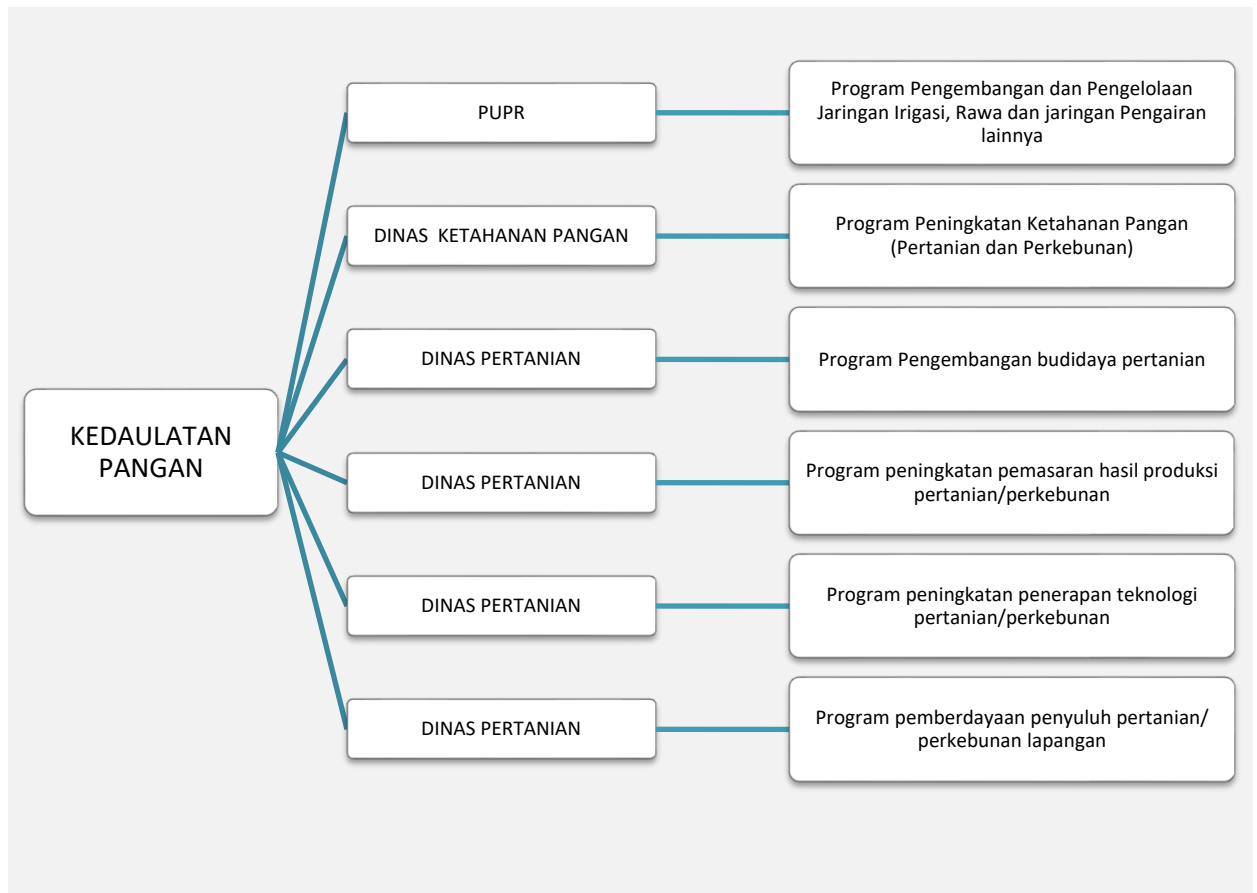 KEDAULATAN
PANGAN
PUPR
Program Pengembangan dan Pengelolaan
Jaringan Irigasi, Rawa dan jaringan Pengairan
lainnya
DINAS  KETAHANAN PANGAN
Program Peningkatan Ketahanan Pangan
(Pertanian dan Perkebunan)
DINAS PERTANIAN
Program Pengembangan budidaya pertanian
DINAS PERTANIAN
Program peningkatan pemasaran hasil produksi
pertanian/perkebunan
DINAS PERTANIAN
Program peningkatan penerapan teknologi
pertanian/perkebunan
DINAS PERTANIAN
Program pemberdayaan penyuluh pertanian/
perkebunan lapangan